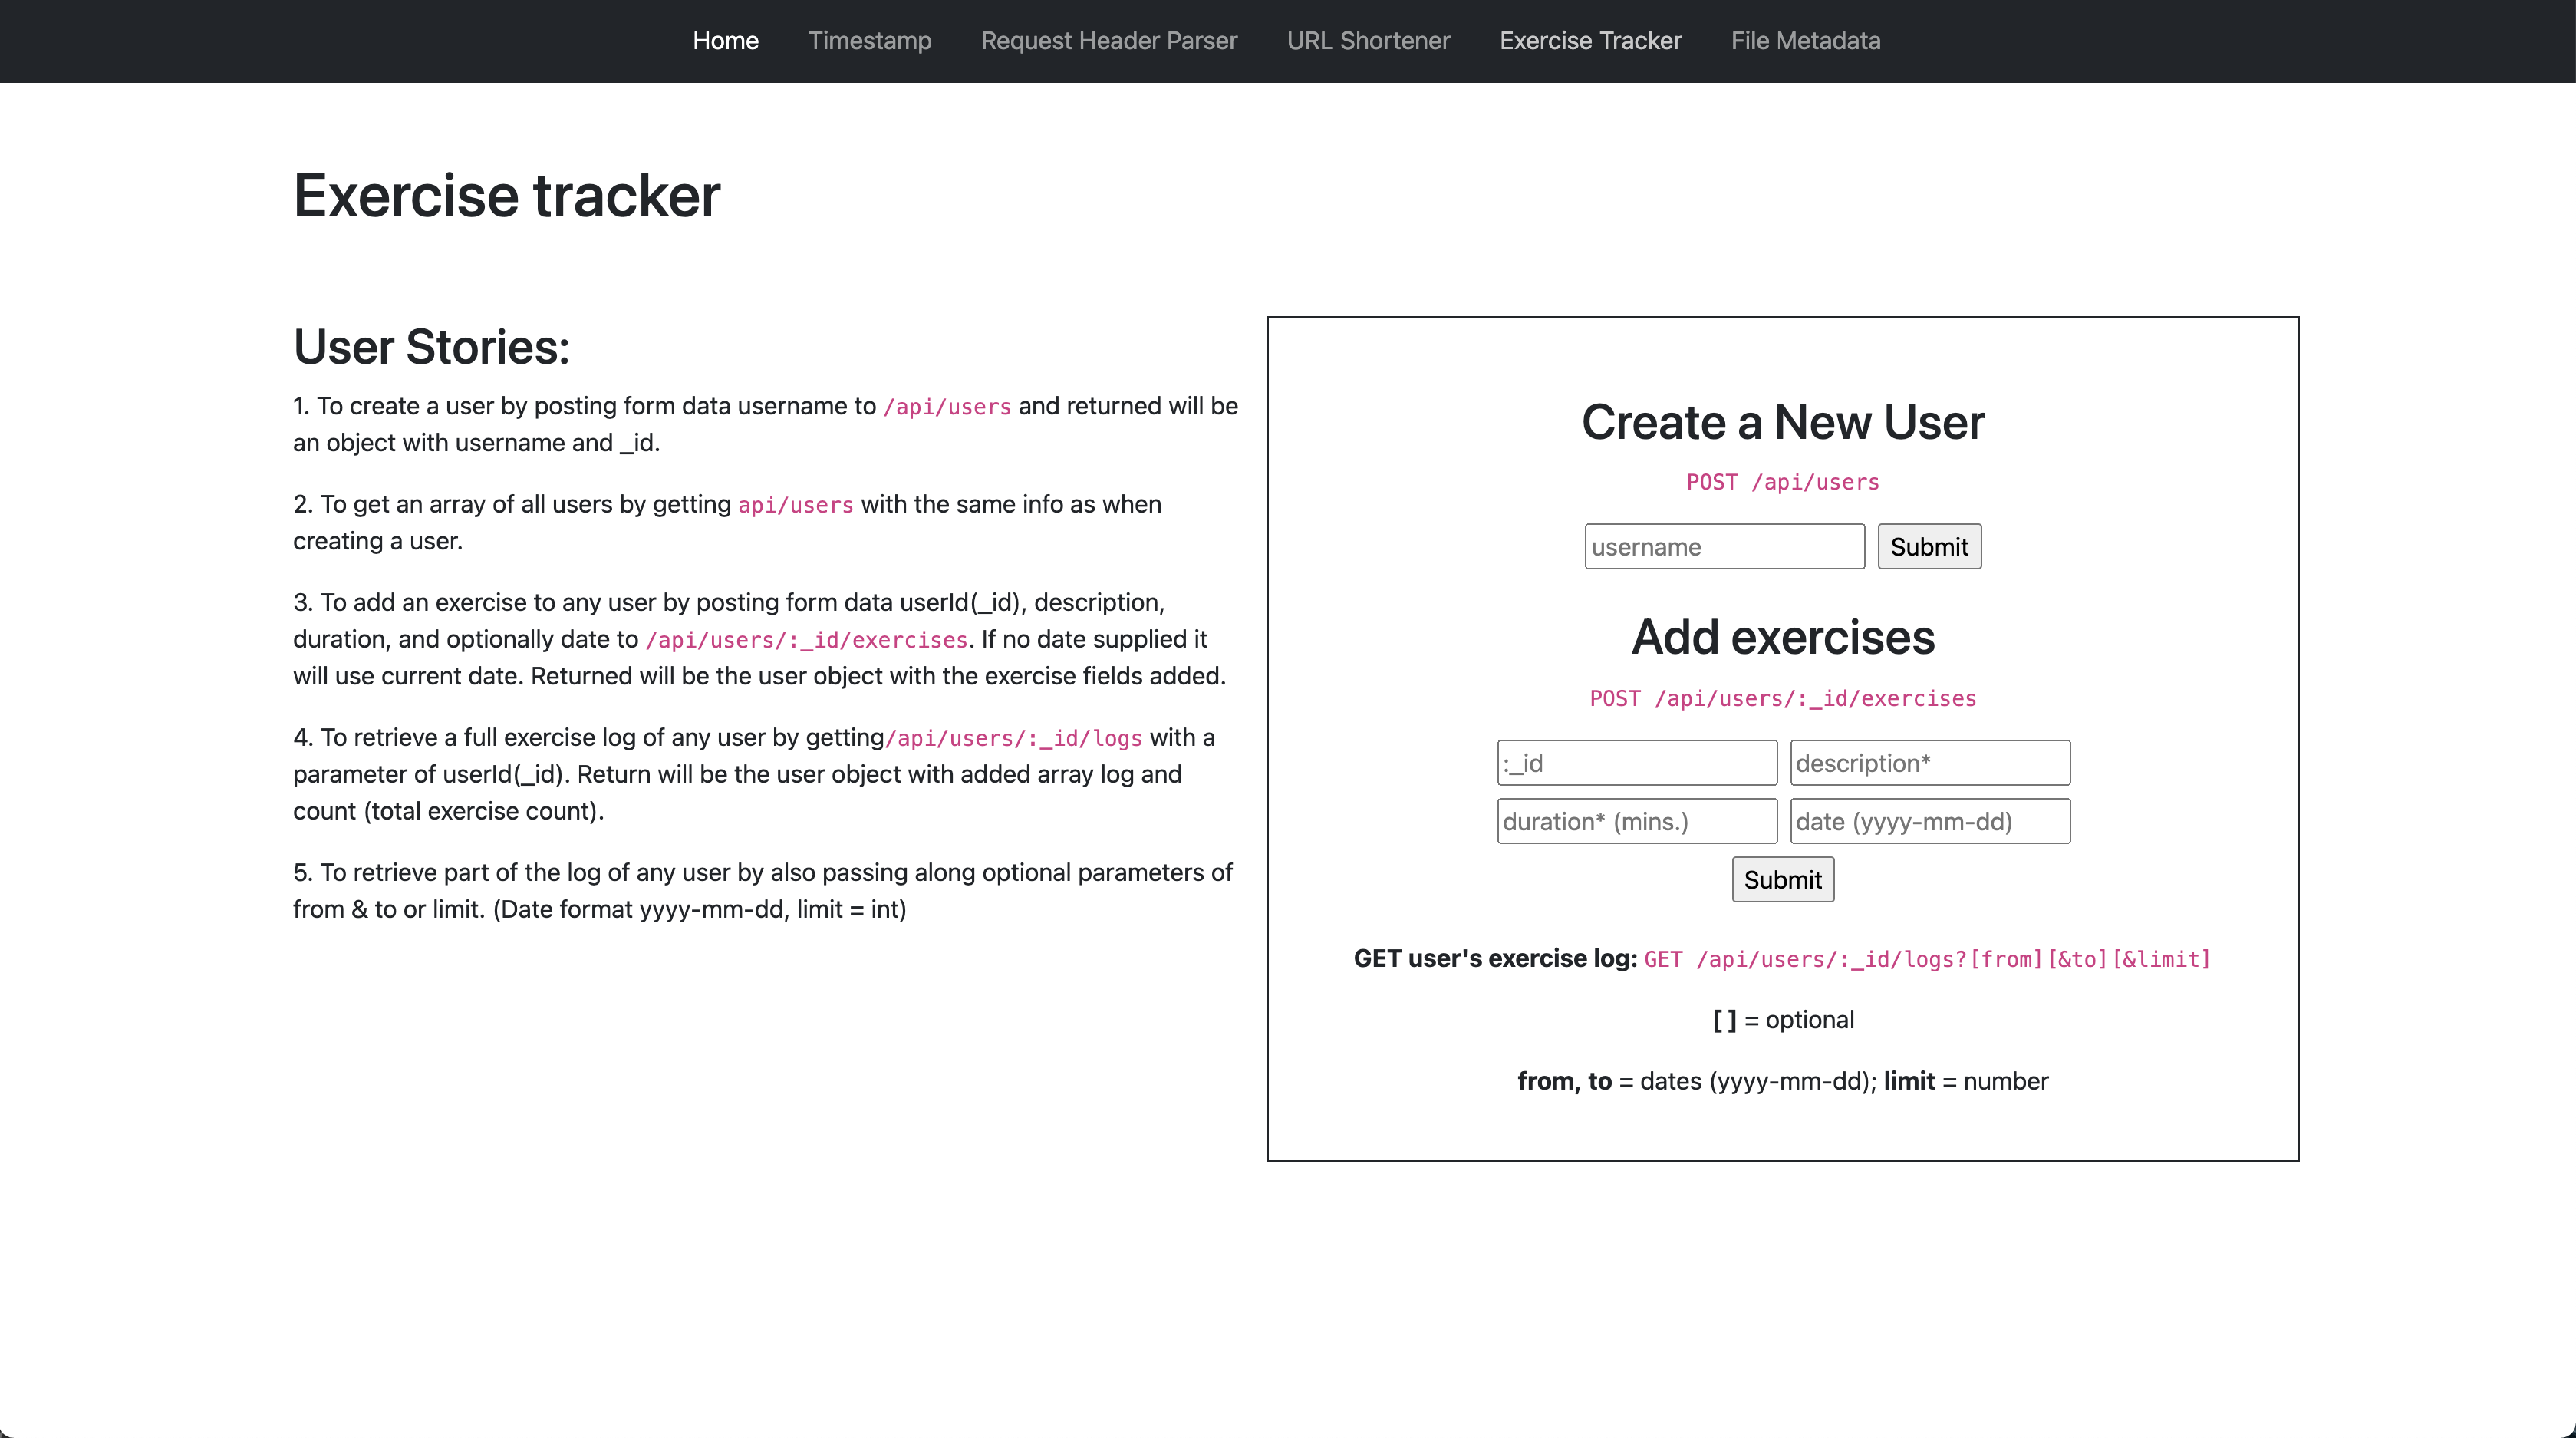 Home Timestamp Request Header Parser URL Shortener Exercise Tracker File Metadata
Exercise tracker
User Stories:
1. To create a user by posting form data username to /api/users and returned will be
an object with username and _id.
2. To get an array of all users by getting api/users with the same info as when
creating a user.
3. To add an exercise to any user by posting form data userId(_id), description,
duration, and optionally date to /api/users/:_id/exercises. If no date supplied it
will use current date. Returned will be the user object with the exercise fields added.
4. To retrieve a full exercise log of any user by getting/api/users/:_id/logs with a
parameter of userId(_id). Return will be the user object with added array log and
count (total exercise count).
5. To retrieve part of the log of any user by also passing along optional parameters of
from & to or limit. (Date format yyyy-mm-dd, limit = int)
Create a New User
POST /api/users
username Submit
Add exercises
POST /api/users/:_id/exercises
:_id description*
duration* (mins.) date (yyyy-mm-dd)
Submit
GET user's exercise log: GET /api/users/:_id/logs?[from][&to][&limit]
[ ] = optional
from, to = dates (yyyy-mm-dd); limit = number